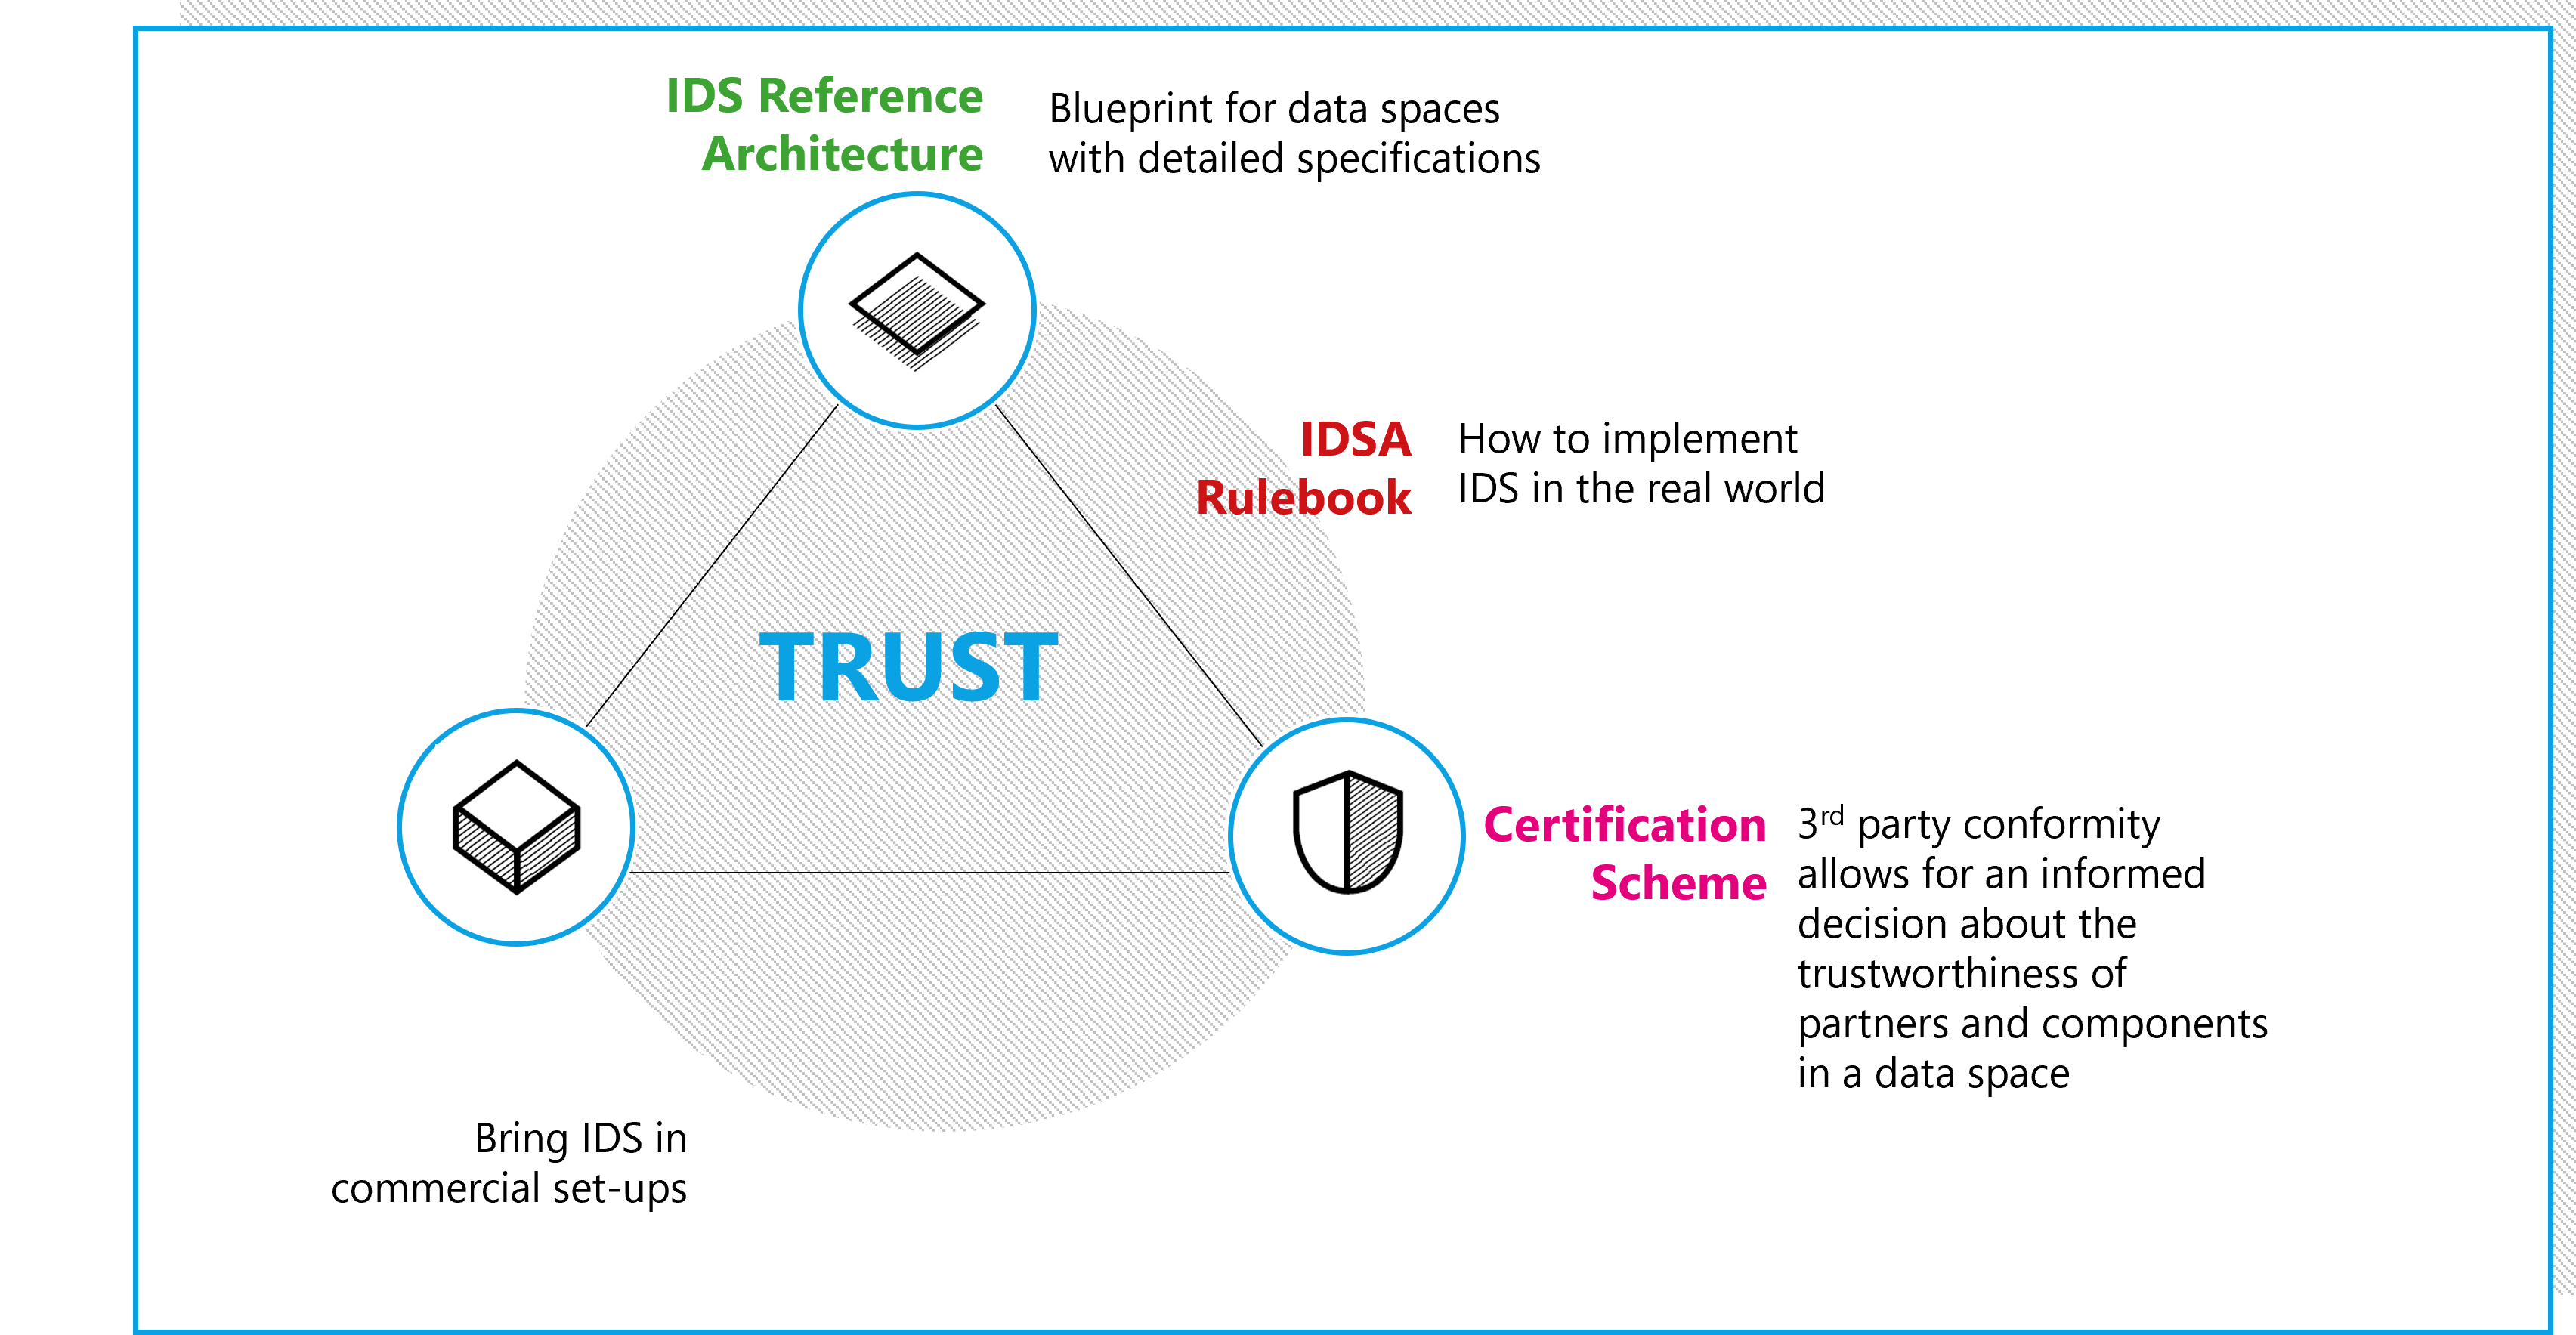 IDS Reference
Architecture
Blueprint for data spaces
with detailed specifications
IDSA
Rulebook
How to implement
IDS in the real world
TRUST
Certification
Scheme
3rd party conformity
allows for an informed
decision about the
trustworthiness of
partners and components
in a data space
Bring IDS in
commercial set-ups